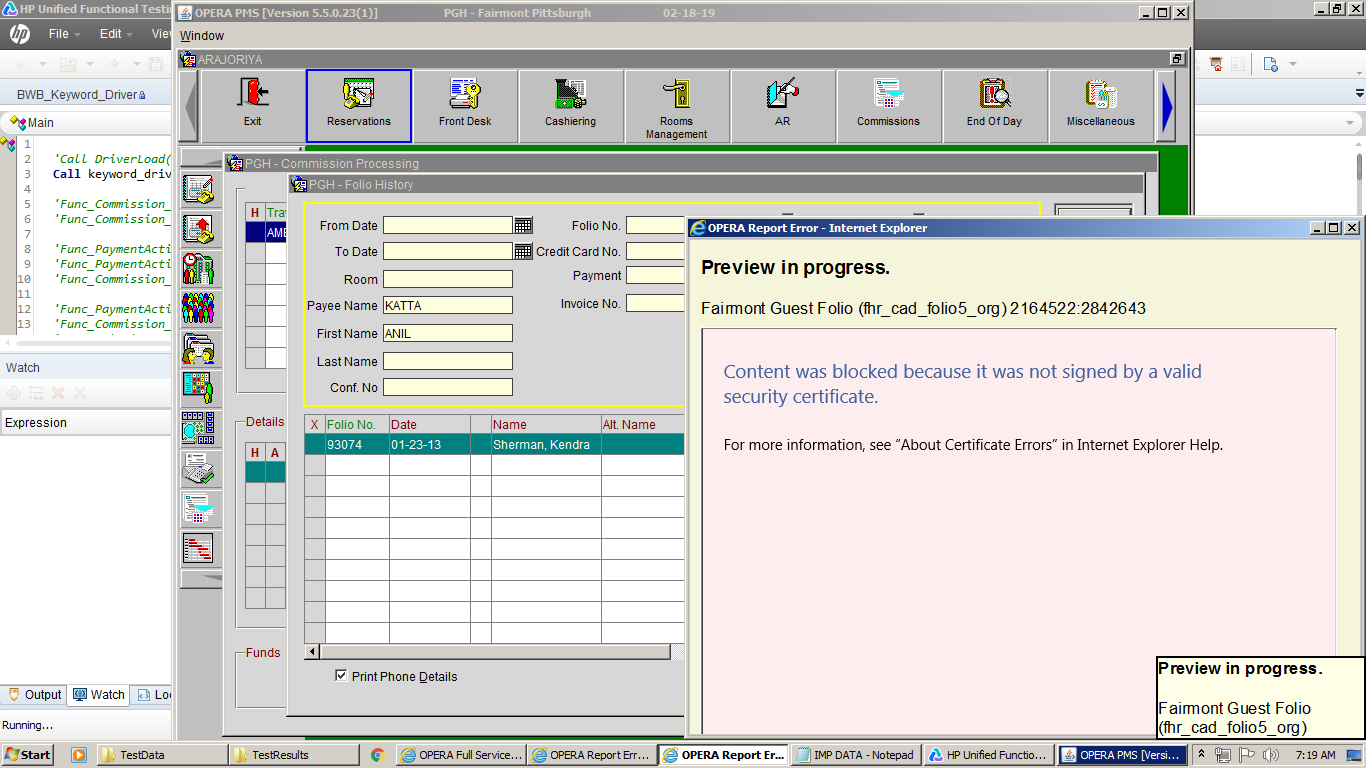 HP Unified Functional Testi
OPERA PMS [Version 5.5.0.23(1)] PGH - Fairmont Pittsburgh 02-18-19
hp File Edit Vie
Window
ARAJORIYA
BWB_Keyword_Driver
Exit Reservations Front Desk Cashiering Rooms Management AR Commissions End Of Day Miscellaneous
Main
1
2 'Call DriverLoad(
3 Call keyword_driv
4
5 'Func_Commission_
6 'Func_Commission_
7
8 'Func_PaymentActi
9 'Func_PaymentActi
10 'Func_Commission_
11
12 'Func_PaymentActi
13 'Func_Commission_
PGH - Commission Processing
H Tra
AME
Details
H A
Funds
PGH - Folio History
From Date Folio No.
To Date Credit Card No.
Room Payment
Payee Name KATTA Invoice No.
First Name ANIL
Last Name
Conf. No
X Folio No. Date Name Alt. Name
93074 01-23-13 Sherman, Kendra
Print Phone Details
OPERA Report Error - Internet Explorer
Preview in progress.
Fairmont Guest Folio (fhr_cad_folio5_org) 2164522:2842643
Content was blocked because it was not signed by a valid
security certificate.
For more information, see “About Certificate Errors” in Internet Explorer Help.
Preview in progress.
Fairmont Guest Folio
(fhr_cad_folio5_org)
Watch
Expression
Output Watch Lo
Running...
Start TestData TestResults OPERA Full Service... OPERA Report Err... OPERA Report Er... IMP DATA - Notepad HP Unified Functio... OPERA PMS [Versi... 7:19 AM